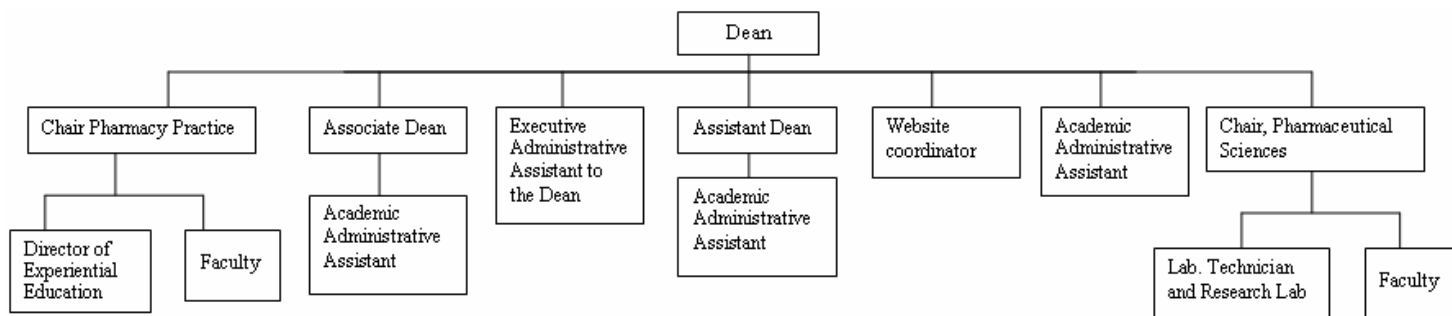 Dean
Chair Pharmacy Practice
Associate Dean
Executive
Administrative
Assistant to
the Dean
Assistant Dean
Website
coordinator
Academic
Administrative
Assistant
Chair, Pharmaceutical
Sciences
Director of
Experiential
Education
Faculty
Academic
Administrative
Assistant
Academic
Administrative
Assistant
Lab. Technician
and Research Lab
Faculty